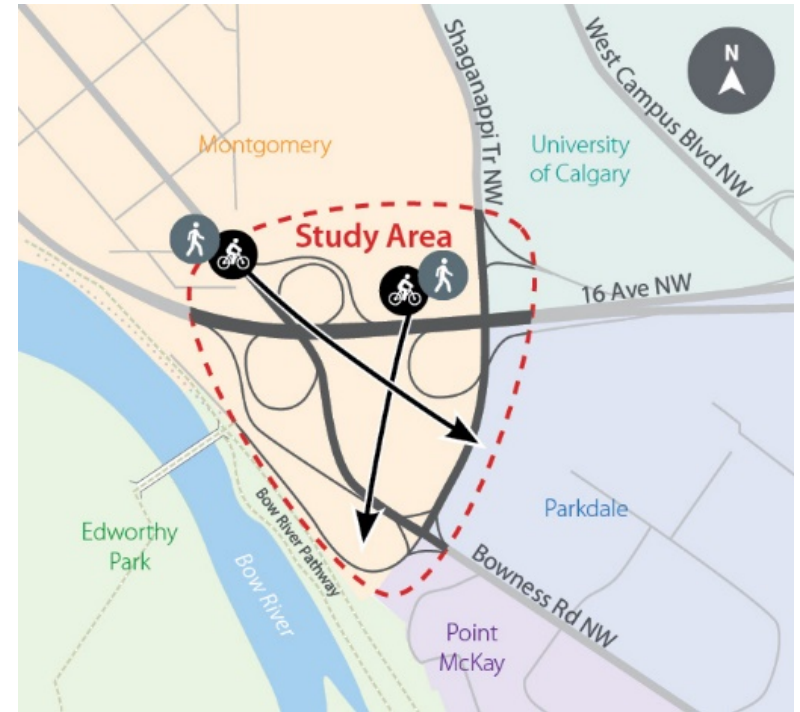 Shaganappi Tr NW
West Campus Blvd NW
N
Montgomery
University
of Calgary
Study Area
16 Ave NW
Parkdale
Edworthy
Park
Bow River Pathway
Bow River
Bowness Rd NW
Point
McKay